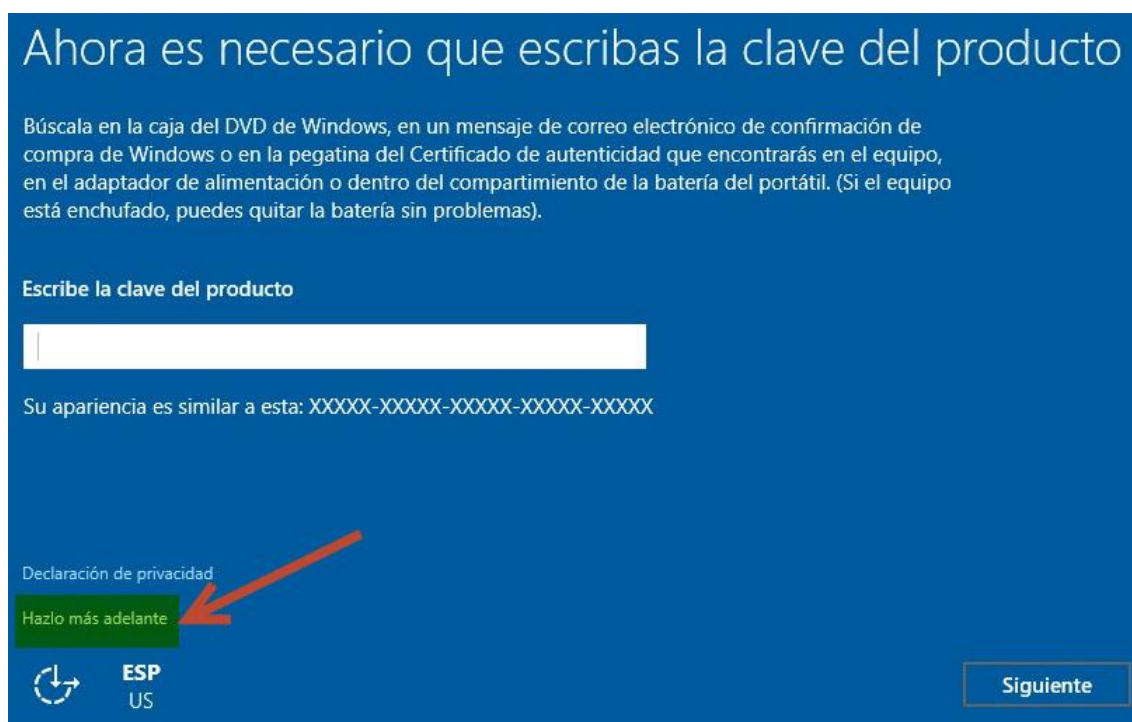 Ahora es necesario que escribas la clave del producto
Búscala en la caja del DVD de Windows, en un mensaje de correo electrónico de confirmación de
compra de Windows o en la pegatina del Certificado de autenticidad que encontrarás en el equipo,
en el adaptador de alimentación o dentro del compartimiento de la batería del portátil. (Si el equipo
está enchufado, puedes quitar la batería sin problemas).
Escribe la clave del producto
Su apariencia es similar a esta: XXXXX-XXXXX-XXXXX-XXXXX-XXXXX
Declaración de privacidad
Hazlo más adelante
ESP
US
Siguiente